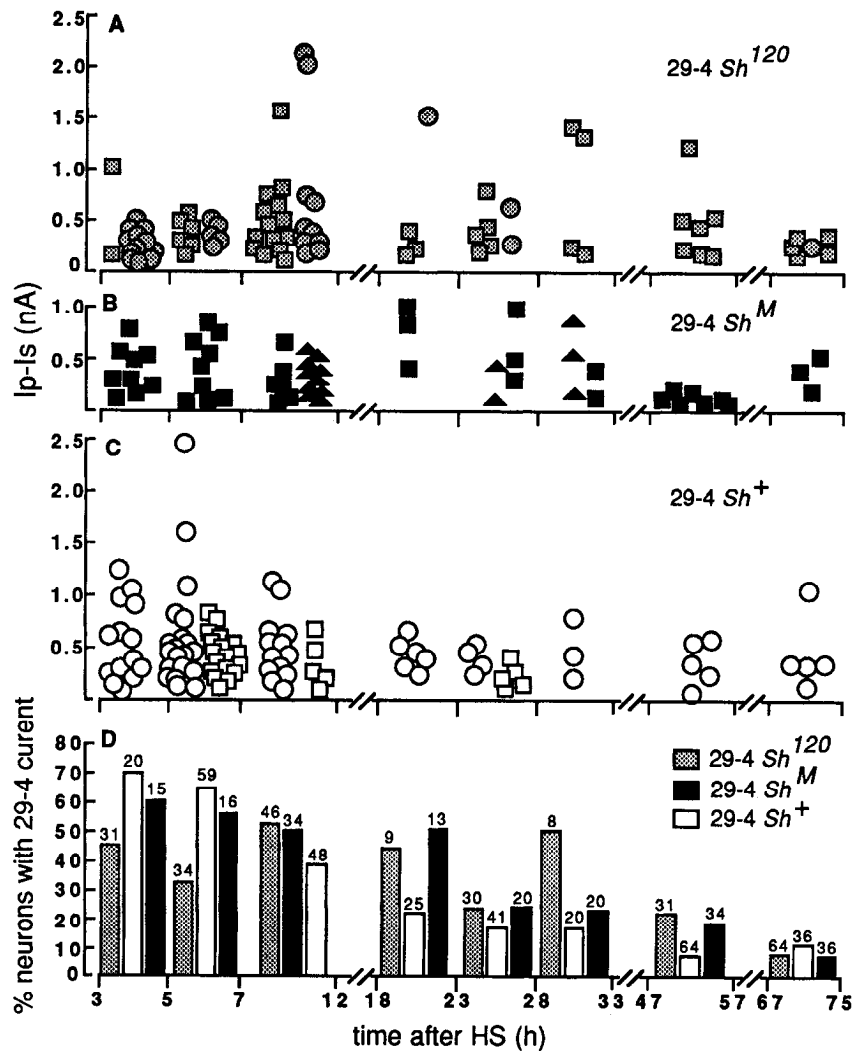 A
29-4 Sh120
2.5
2.0
1.5
1.0
0.5
0
B
29-4 ShM
1.0
0.5
0
Ip-Is (nA)
C
29-4 Sh+
2.5
2.0
1.5
1.0
0.5
D
29-4 Sh120
29-4 ShM
29-4 Sh+
% neurons with 29-4 curent
80
70
60
50
40
30
20
10
0
31 20 15 34 59 16 46 34 48 9 25 13 30 41 20 8 20 20 31 64 34 64 36 36
3 5 7 12 18 23 28 33 47 57 67 75
time after HS (h)